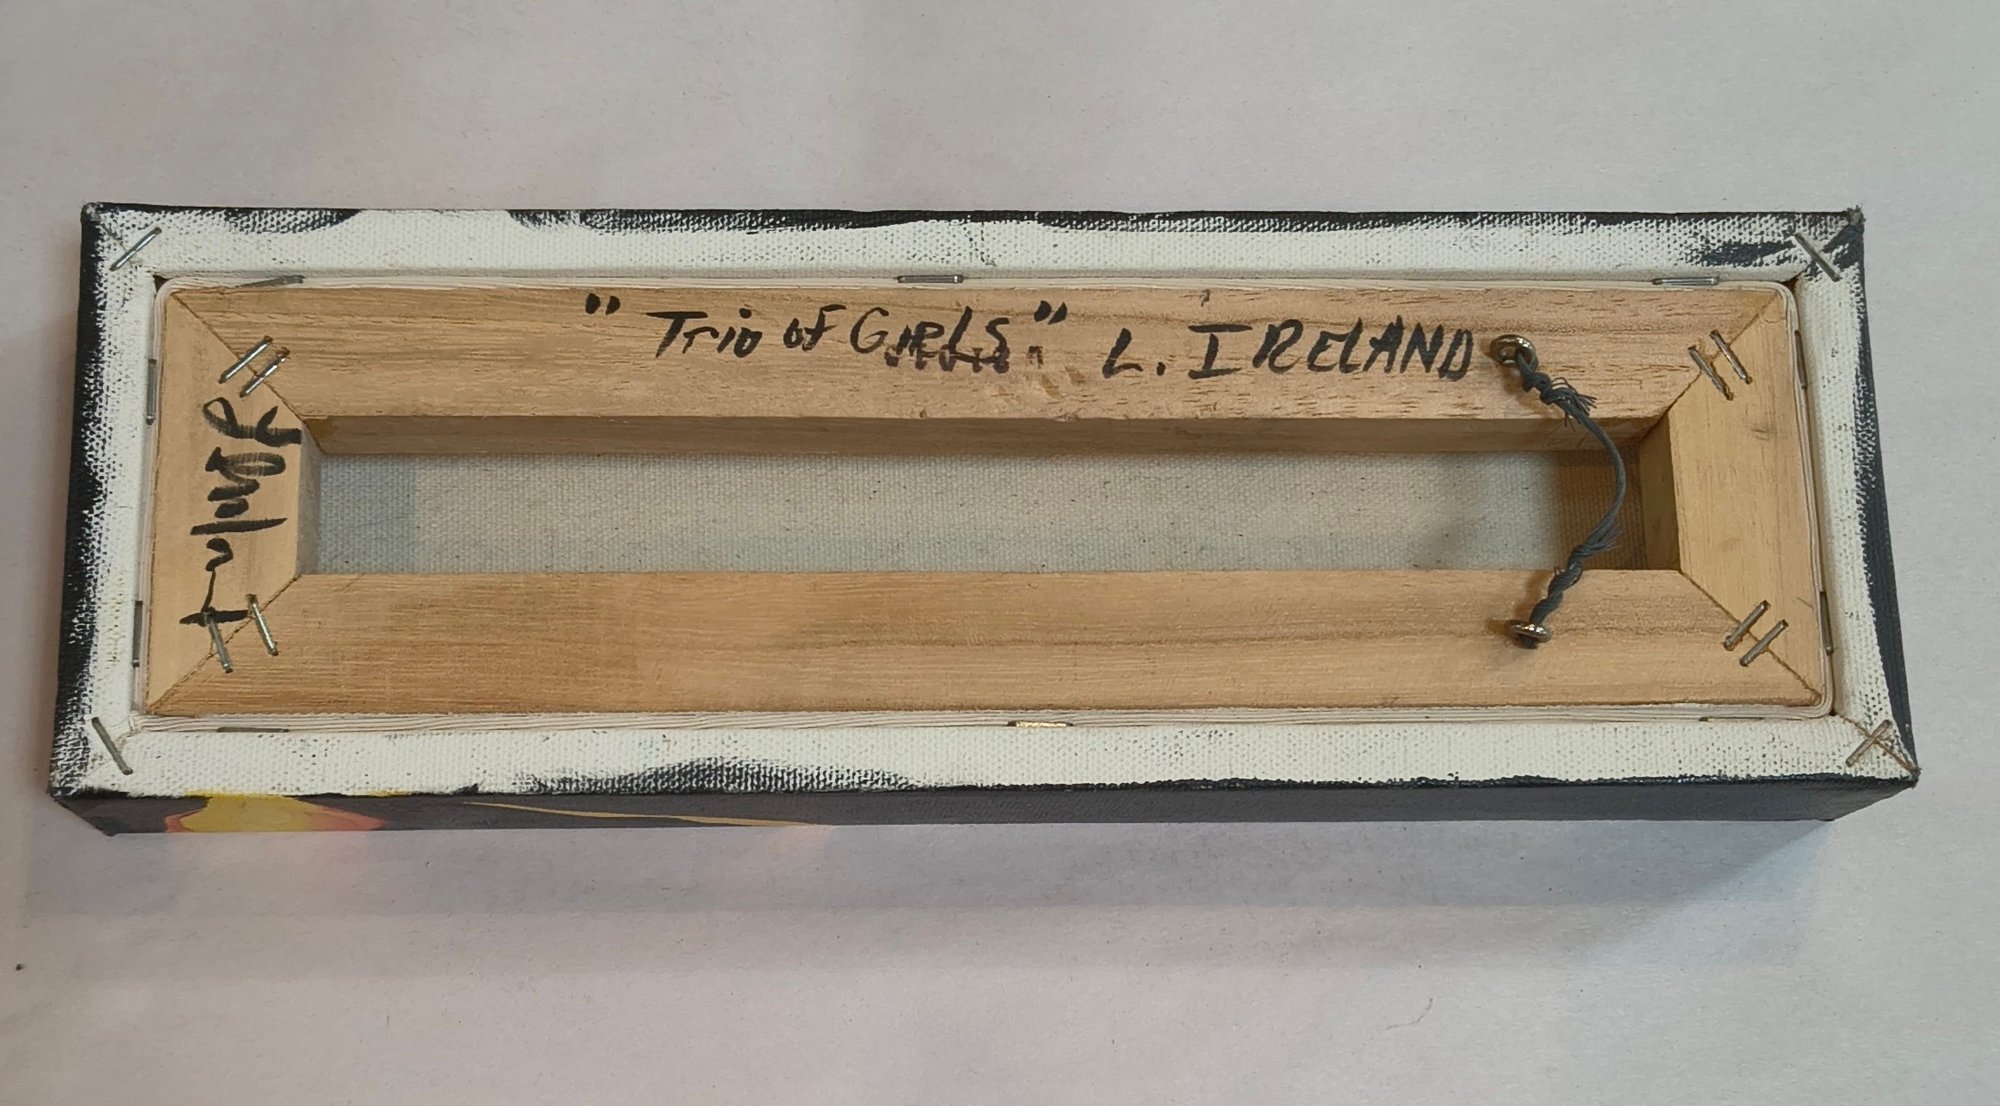 "Trio of GIRLS" L. IRELAND